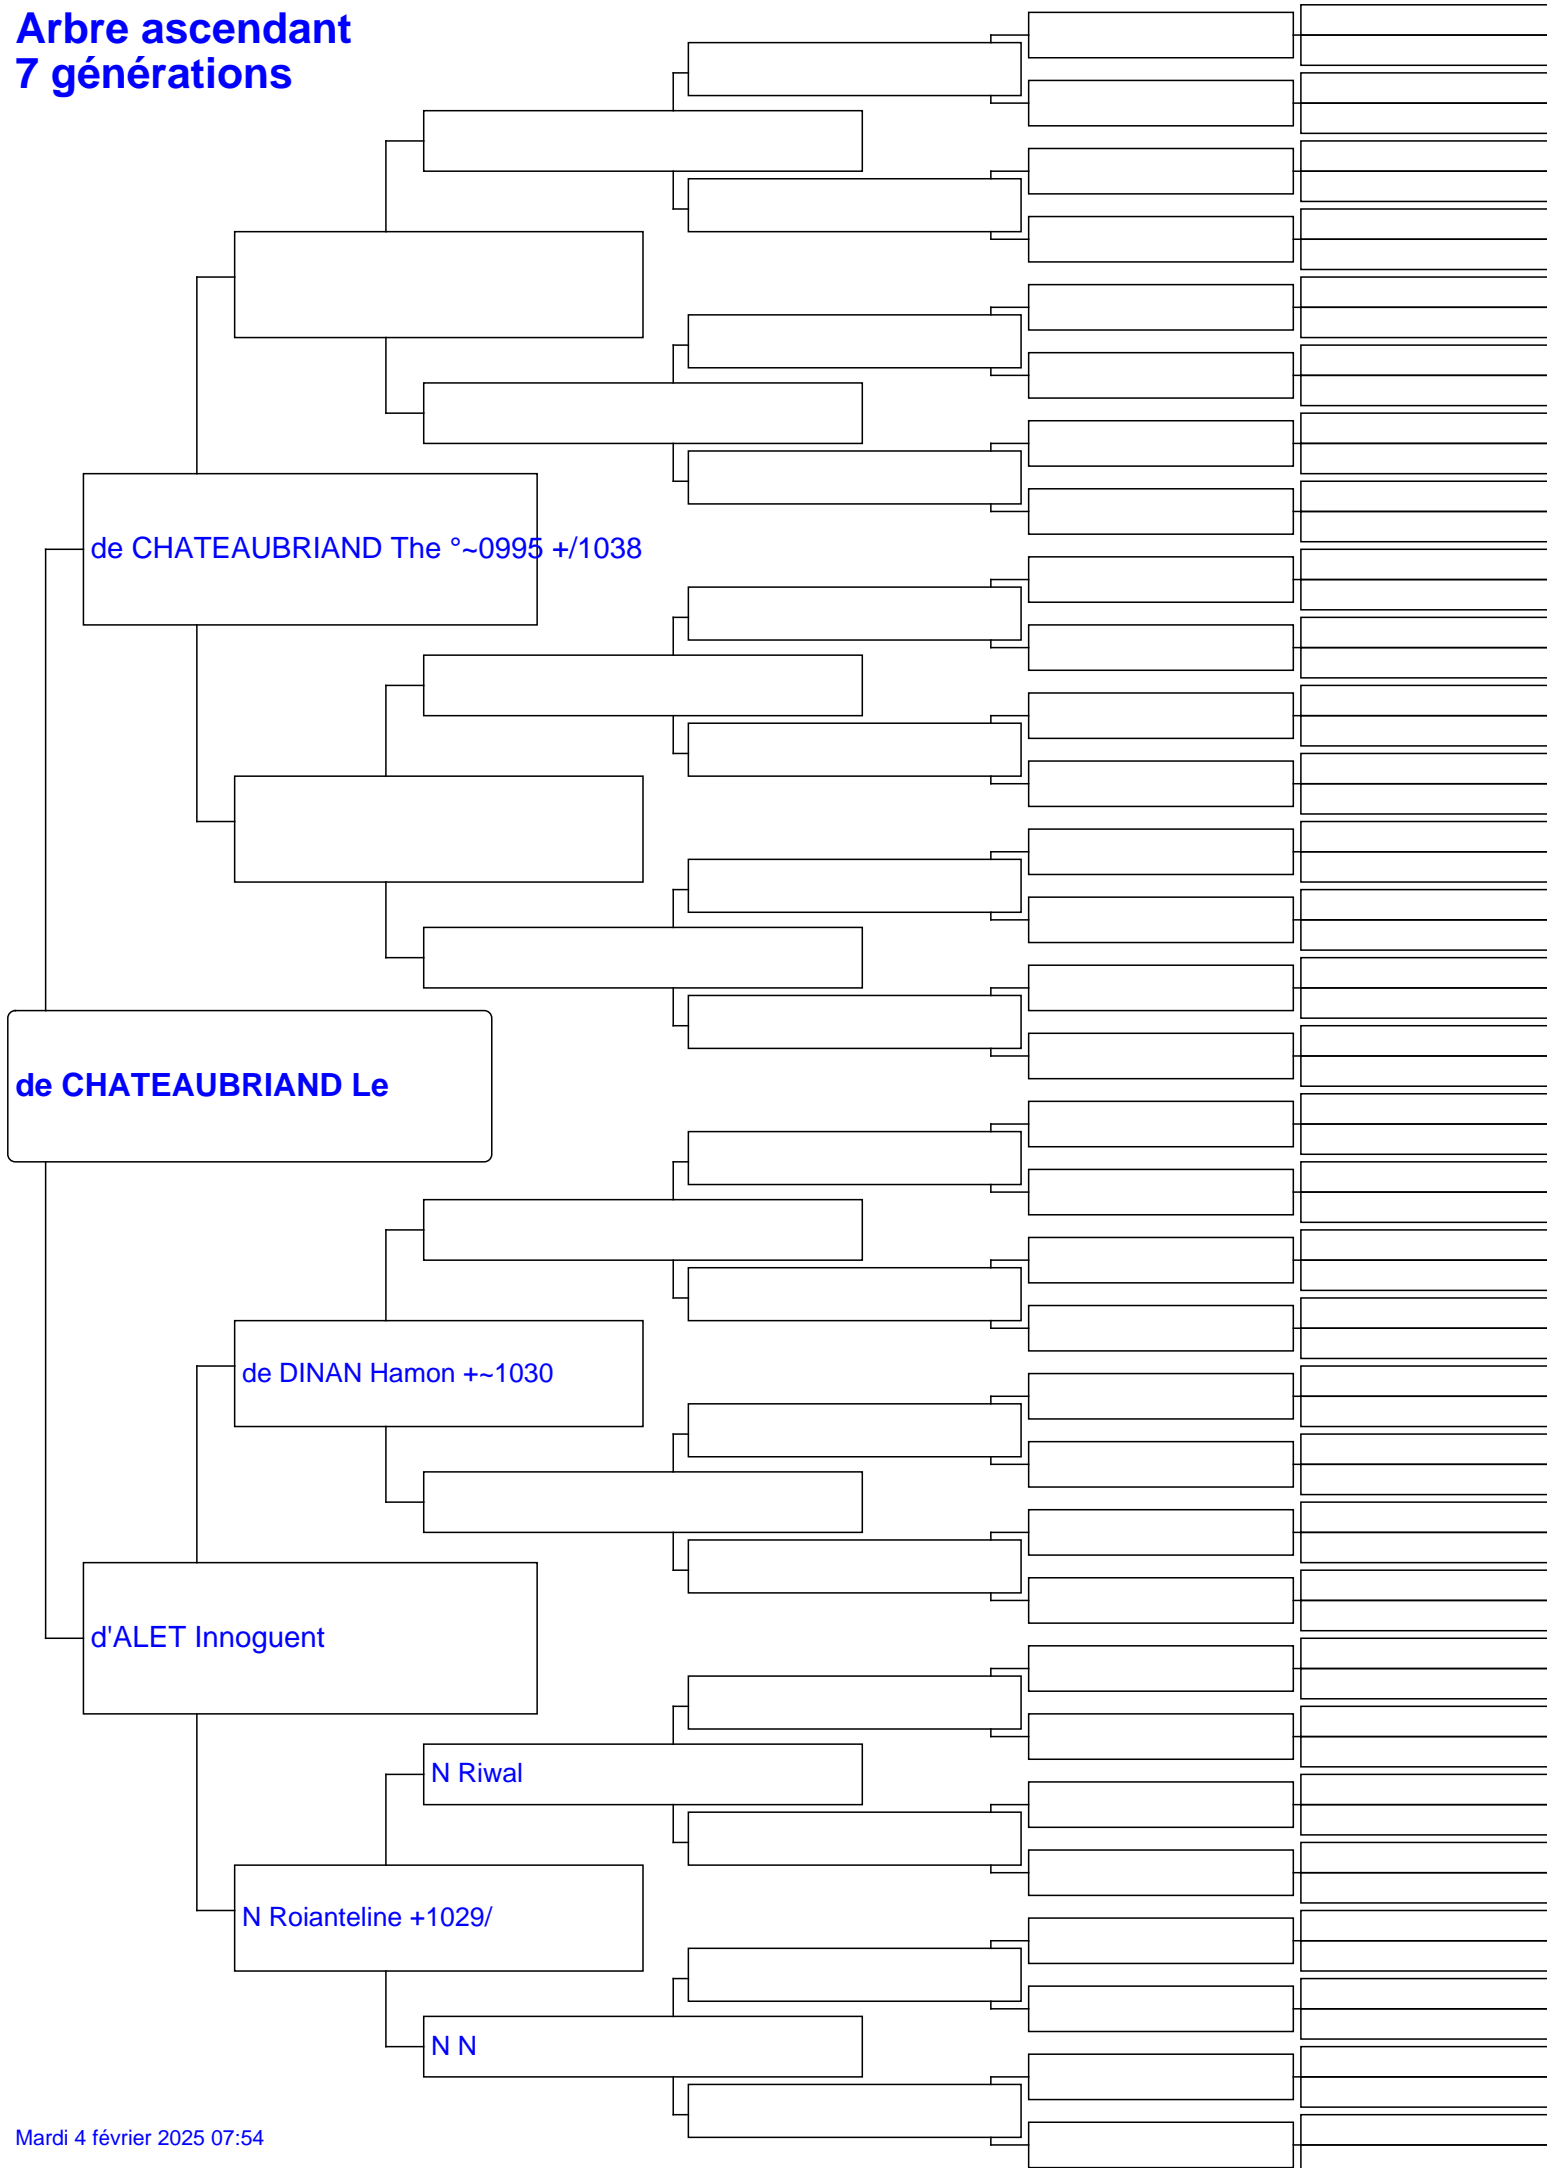 Arbre ascendant
7 générations
de CHATEAUBRIAND The °~0995 +/1038
de CHATEAUBRIAND Le
de DINAN Hamon +~1030
d'ALET Innoguent
N Riwal
N Roianteline +1029/
N N
Mardi 4 février 2025 07:54